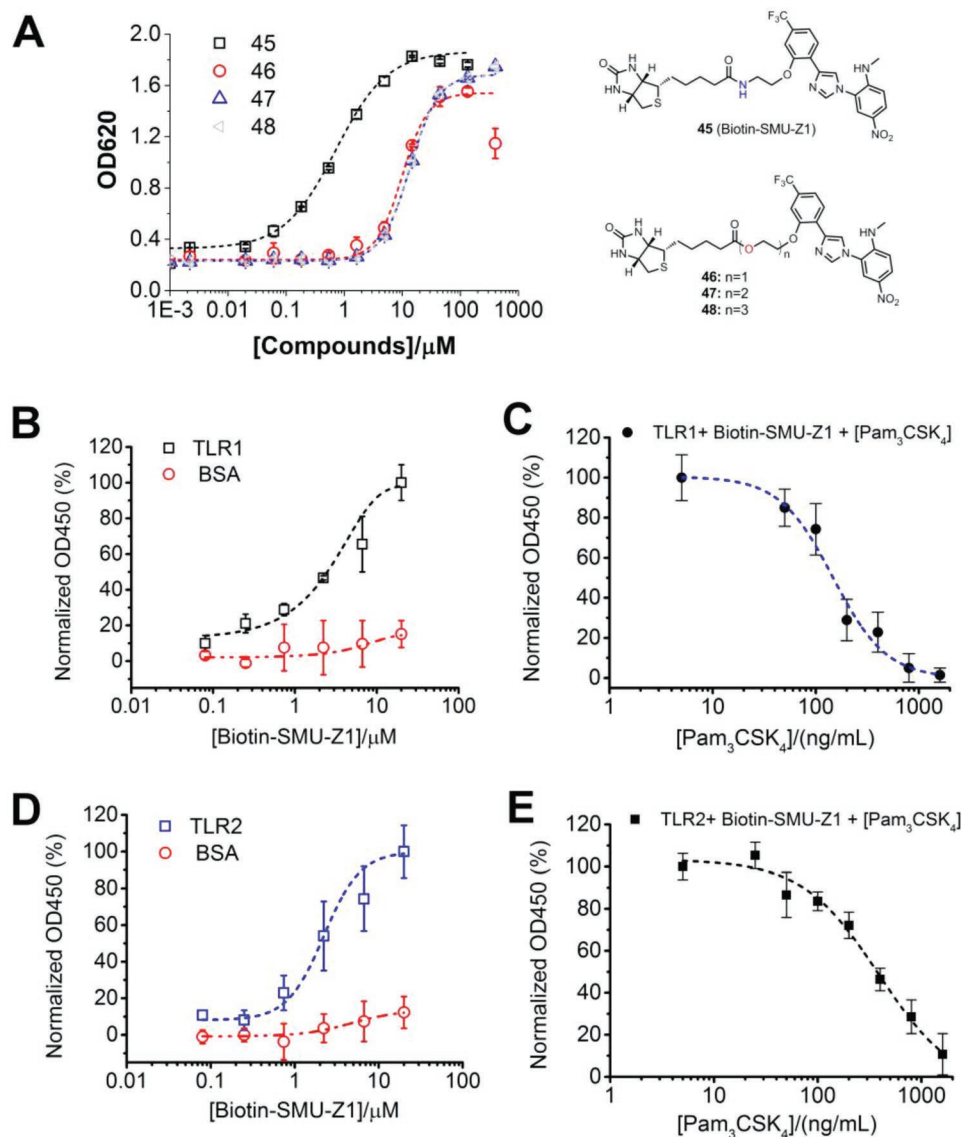 A
45
46
47
48
OD620
2.0
1.6
1.2
0.8
0.4
0.0
1E-3 0.01 0.1 1 10 100 1000
[Compounds]/μM
F₃C
O
HN
H
N
H
H
S
O
N
H
O
N
N
HN
NO₂
45 (Biotin-SMU-Z1)
F₃C
O
HN
H
N
H
H
S
O
O
O
n
N
N
HN
NO₂
46: n=1
47: n=2
48: n=3
B
TLR1
BSA
Normalized OD450 (%)
120
100
80
60
40
20
0
0.01 0.1 1 10 100
[Biotin-SMU-Z1]/μM
C
TLR1+ Biotin-SMU-Z1 + [Pam₃CSK₄]
Normalized OD450 (%)
120
100
80
60
40
20
0
1 10 100 1000
[Pam₃CSK₄]/(ng/mL)
D
TLR2
BSA
Normalized OD450 (%)
120
100
80
60
40
20
0
0.01 0.1 1 10 100
[Biotin-SMU-Z1]/μM
E
TLR2+ Biotin-SMU-Z1 + [Pam₃CSK₄]
Normalized OD450 (%)
120
100
80
60
40
20
0
1 10 100 1000
[Pam₃CSK₄]/(ng/mL)